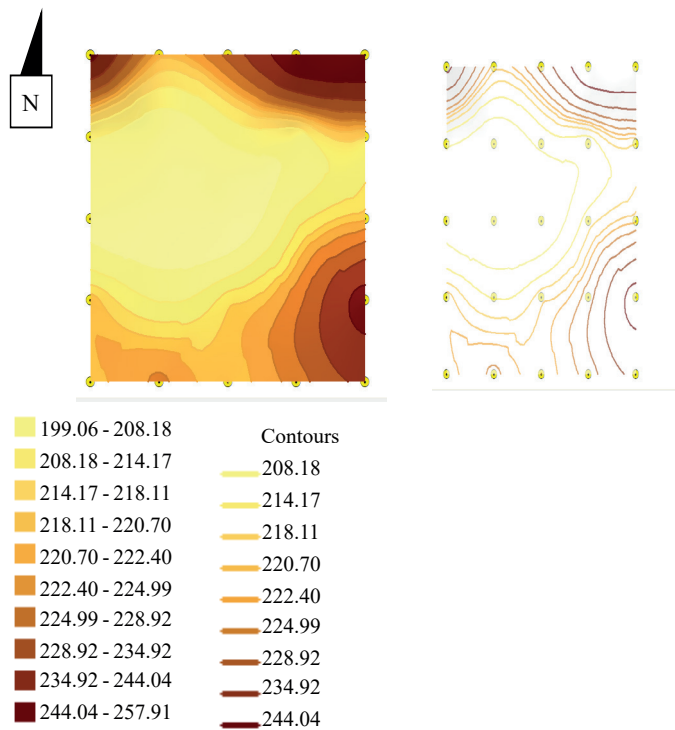 N
199.06 - 208.18
208.18 - 214.17
214.17 - 218.11
218.11 - 220.70
220.70 - 222.40
222.40 - 224.99
224.99 - 228.92
228.92 - 234.92
234.92 - 244.04
244.04 - 257.91
Contours
208.18
214.17
218.11
220.70
222.40
224.99
228.92
234.92
244.04